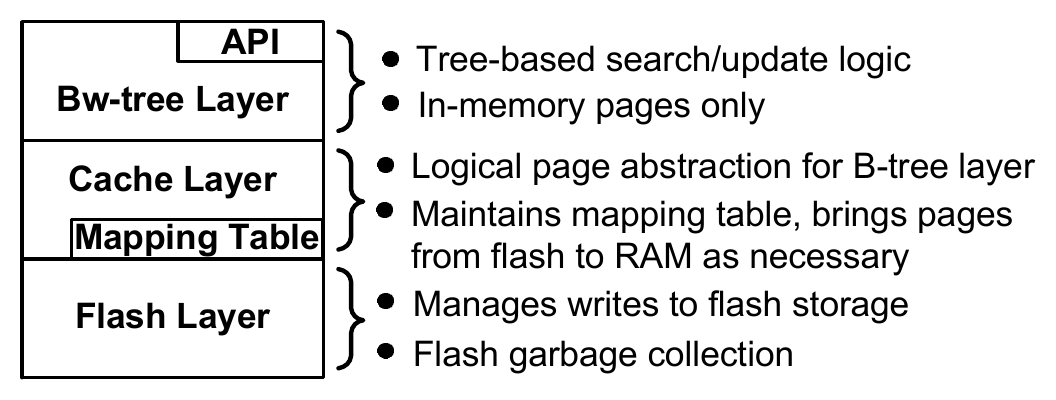 API
Bw-tree Layer
• Tree-based search/update logic
• In-memory pages only
Cache Layer
Mapping Table
• Logical page abstraction for B-tree layer
• Maintains mapping table, brings pages
from flash to RAM as necessary
Flash Layer
• Manages writes to flash storage
• Flash garbage collection